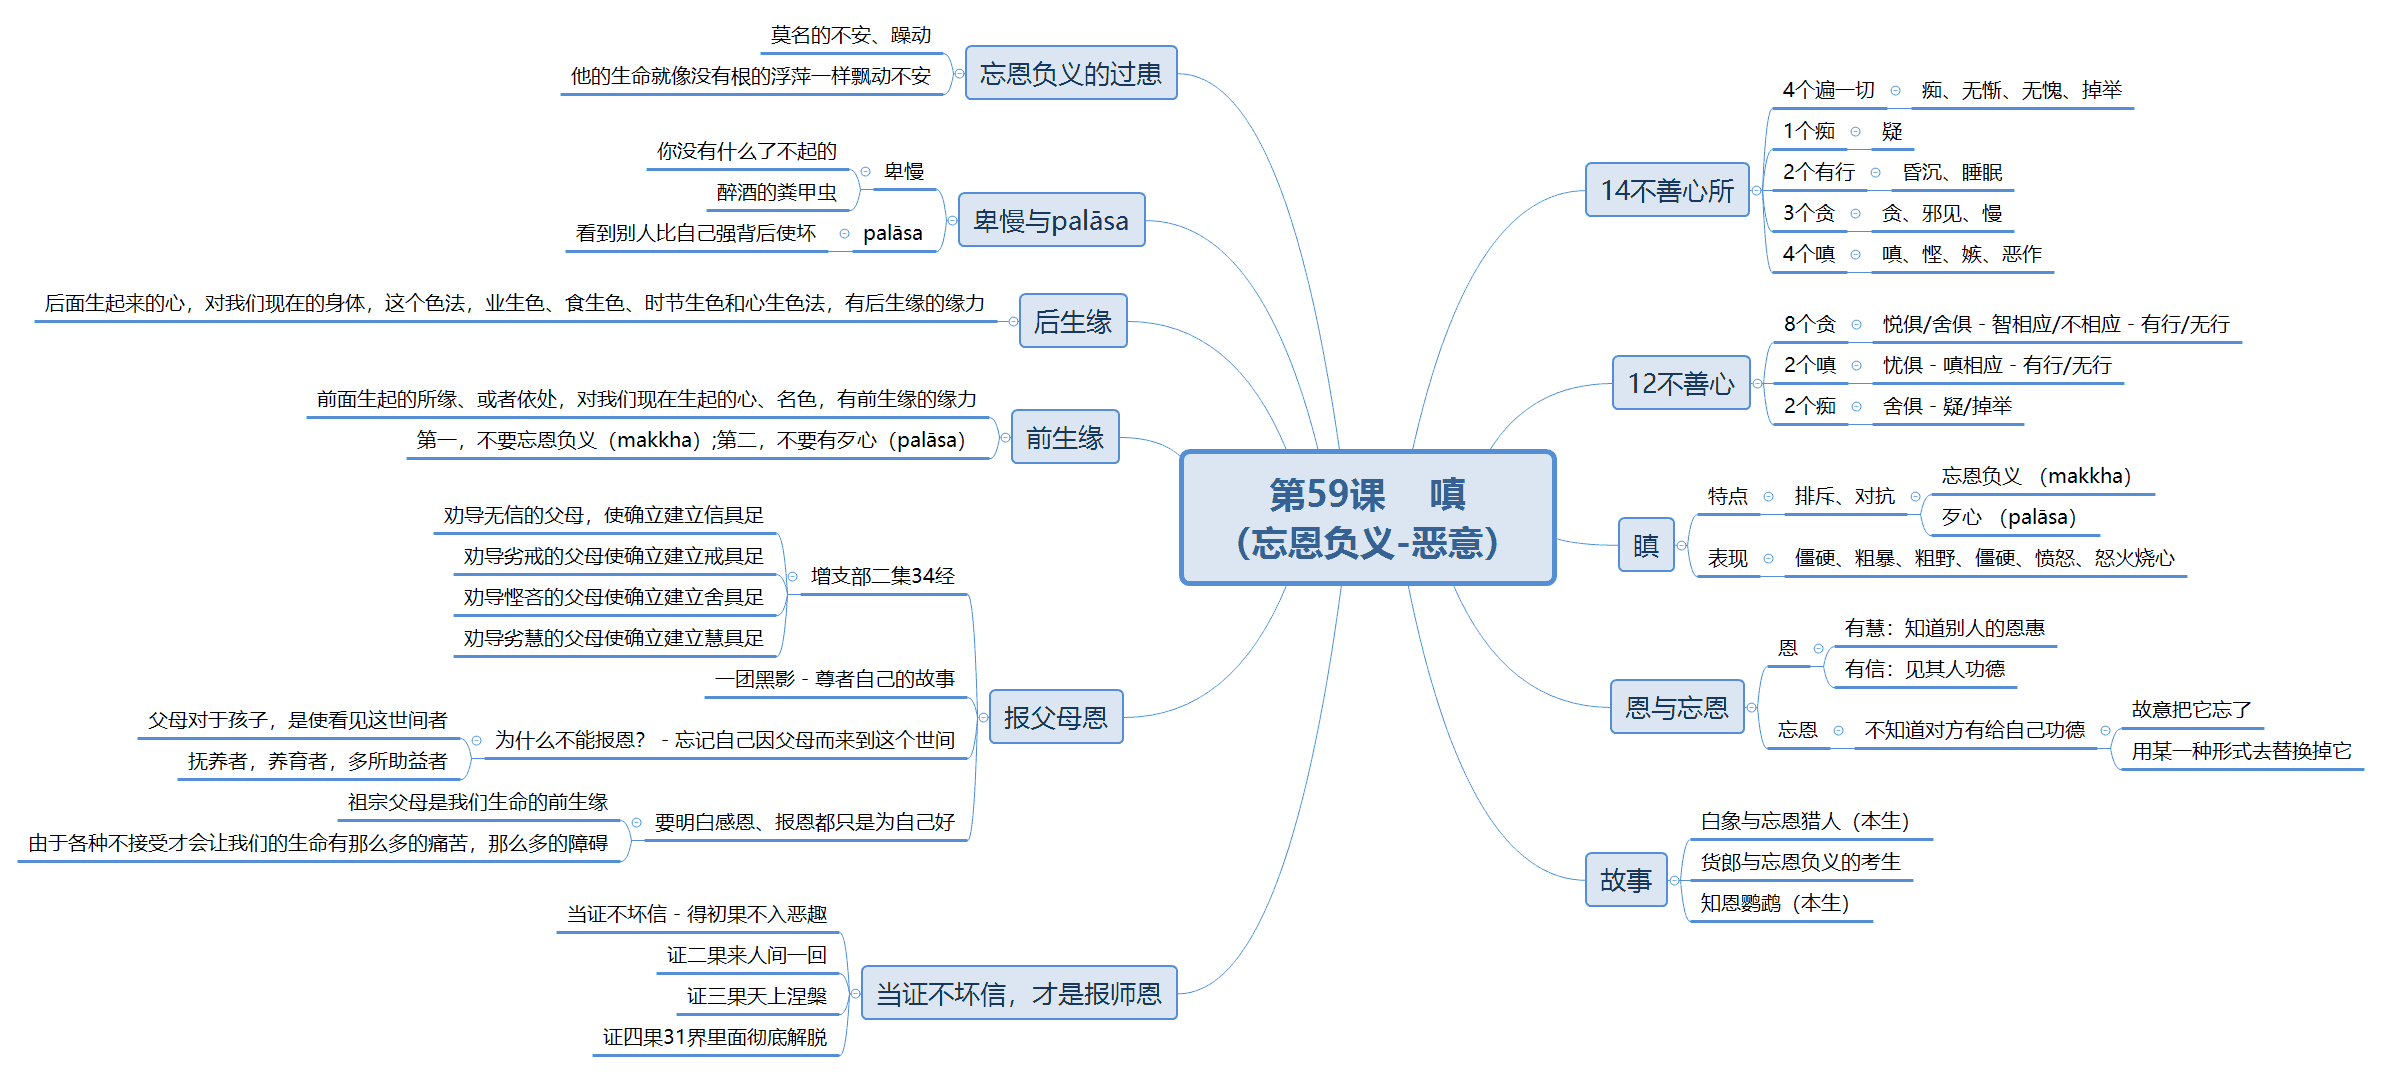 第59课 嗔
（忘恩负义-恶意）
14不善心所
4个遍一切
痴、无惭、无愧、掉举
1个痴
疑
2个有行
昏沉、睡眠
3个贪
贪、邪见、慢
4个嗔
嗔、悭、嫉、恶作
12不善心
8个贪
悦俱/舍俱 - 智相应/不相应 - 有行/无行
2个嗔
忧俱 - 嗔相应 - 有行/无行
2个痴
舍俱 - 疑/掉举
瞋
特点
排斥、对抗
忘恩负义 （makkha）
歹心 （palāsa）
表现
僵硬、粗暴、粗野、僵硬、愤怒、怒火烧心
恩与忘恩
恩
有慧：知道别人的恩惠
有信：见其人功德
忘恩
不知道对方有给自己功德
故意把它忘了
用某一种形式去替换掉它
故事
白象与忘恩猎人（本生）
货郎与忘恩负义的考生
知恩鹦鹉（本生）
忘恩负义的过患
莫名的不安、躁动
他的生命就像没有根的浮萍一样飘动不安
卑慢与palāsa
卑慢
你没有什么了不起的
醉酒的粪甲虫
palāsa
看到别人比自己强背后使坏
后生缘
后面生起来的心，对我们现在的身体，这个色法，业生色、食生色、时节生色和心生色法，有后生缘的缘力
前生缘
前面生起的所缘、或者依处，对我们现在生起的心、名色，有前生缘的缘力
第一，不要忘恩负义（makkha）;第二，不要有歹心（palāsa）
报父母恩
增支部二集34经
劝导无信的父母，使确立建立信具足
劝导劣戒的父母使确立建立戒具足
劝导悭吝的父母使确立建立舍具足
劝导劣慧的父母使确立建立慧具足
一团黑影 - 尊者自己的故事
为什么不能报恩？ - 忘记自己因父母而来到这个世间
父母对于孩子，是使看见这世间者
抚养者，养育者，多所助益者
要明白感恩、报恩都只是为自己好
祖宗父母是我们生命的前生缘
由于各种不接受才会让我们的生命有那么多的痛苦，那么多的障碍
当证不坏信，才是报师恩
当证不坏信 - 得初果不入恶趣
证二果来人间一回
证三果天上涅槃
证四果31界里面彻底解脱